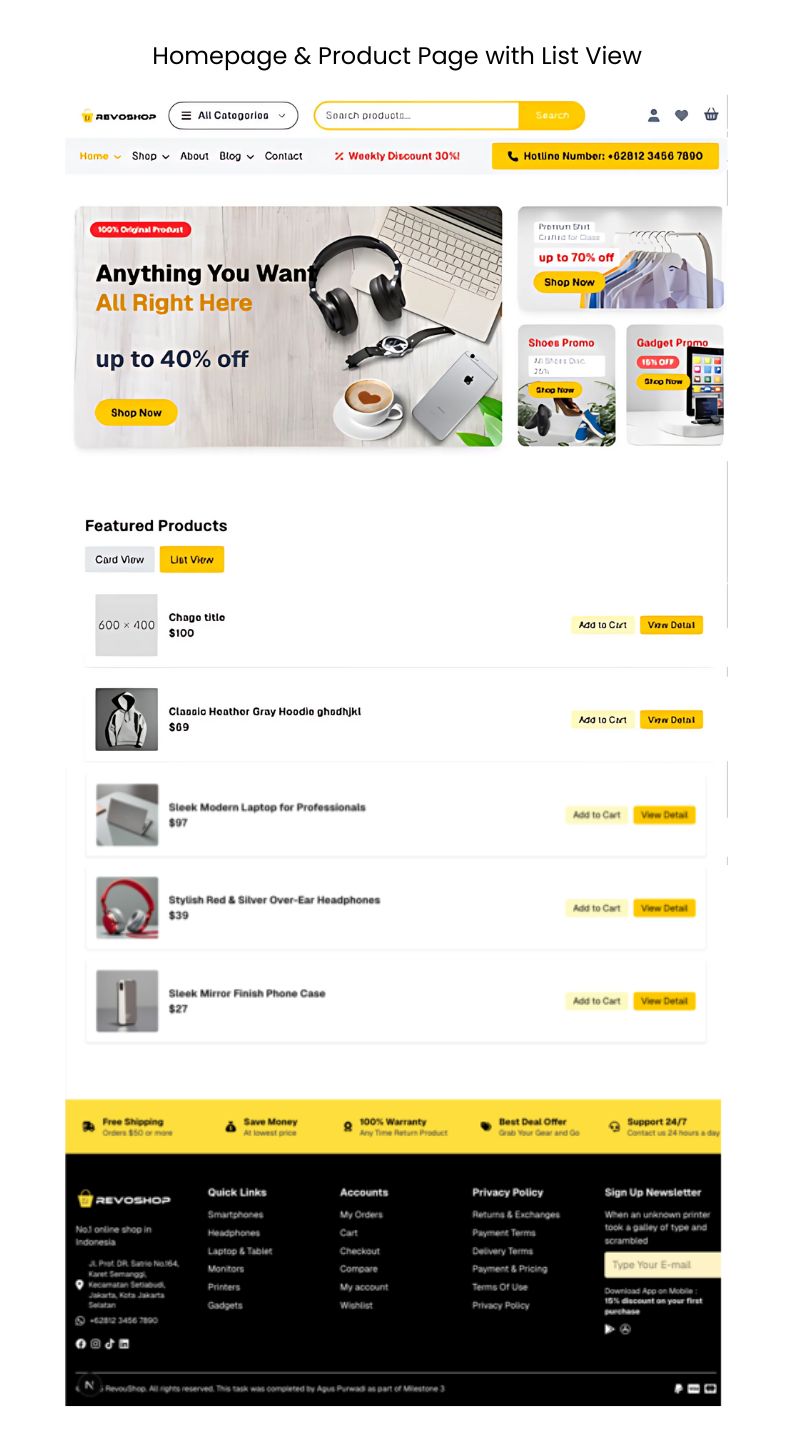 Homepage & Product Page with List View
REVOSHOP
All Categories
Search products...
Search
Home Shop About Blog Contact
Weekly Discount 30%!
Hotline Number: +62812 3456 7890
100% Original Product
Anything You Want
All Right Here
up to 40% off
Shop Now
Premium Shirt
Crafted for Class
up to 70% off
Shop Now
Shoes Promo
All Shoes Disc.
25%
Shop Now
Gadget Promo
15% OFF
Shop Now
Featured Products
Card View
List View
600 × 400
Chago title
$100
Add to Cart
View Detail
Classic Heather Gray Hoodie ghsdhjkl
$69
Add to Cart
View Detail
Sleek Modern Laptop for Professionals
$97
Add to Cart
View Detail
Stylish Red & Silver Over-Ear Headphones
$39
Add to Cart
View Detail
Sleek Mirror Finish Phone Case
$27
Add to Cart
View Detail
Free Shipping
Orders $50 or more
Save Money
At lowest price
100% Warranty
Any Time Return Product
Best Deal Offer
Grab Your Gear and Go
Support 24/7
Contact us 24 hours a day
REVOSHOP
No.1 online shop in
Indonesia
Jl. Prof. DR. Satrio No.164,
Karet Semanggi,
Kecamatan Setiabudi,
Jakarta, Kota Jakarta
Selatan
+62812 3456 7890
Quick Links
Smartphones
Headphones
Laptop & Tablet
Monitors
Printers
Gadgets
Accounts
My Orders
Cart
Checkout
Compare
My account
Wishlist
Privacy Policy
Returns & Exchanges
Payment Terms
Delivery Terms
Payment & Pricing
Terms Of Use
Privacy Policy
Sign Up Newsletter
When an unknown printer
took a galley of type and
scrambled
Type Your E-mail
Download App on Mobile :
15% discount on your first
purchase
N
RevouShop. All rights reserved. This task was completed by Agus Purwadi as part of Milestone 3
VISA